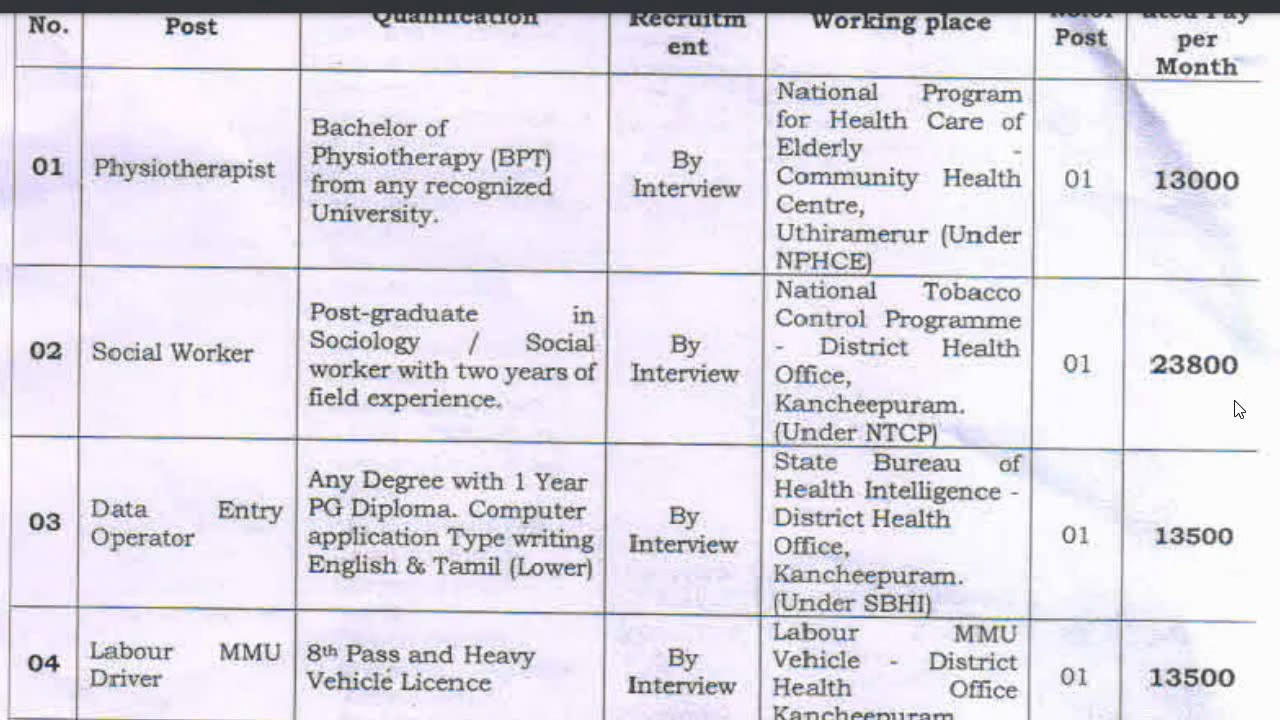 No.
Post
Qualification
Recruitm
ent
Working place
Post
per
Month
01
Physiotherapist
Bachelor of
Physiotherapy (BPT)
from any recognized
University.
By
Interview
National Program
for Health Care of
Elderly -
Community Health
Centre,
Uthiramerur (Under
NPHCE)
01
13000
02
Social Worker
Post-graduate in
Sociology / Social
worker with two years of
field experience.
By
Interview
National Tobacco
Control Programme
- District Health
Office,
Kancheepuram.
(Under NTCP)
01
23800
03
Data Entry
Operator
Any Degree with 1 Year
PG Diploma. Computer
application Type writing
English & Tamil (Lower)
By
Interview
State Bureau of
Health Intelligence -
District Health
Office,
Kancheepuram.
(Under SBHI)
01
13500
04
Labour MMU
Driver
8th Pass and Heavy
Vehicle Licence
By
Interview
Labour MMU
Vehicle - District
Health Office
Kancheepuram
01
13500